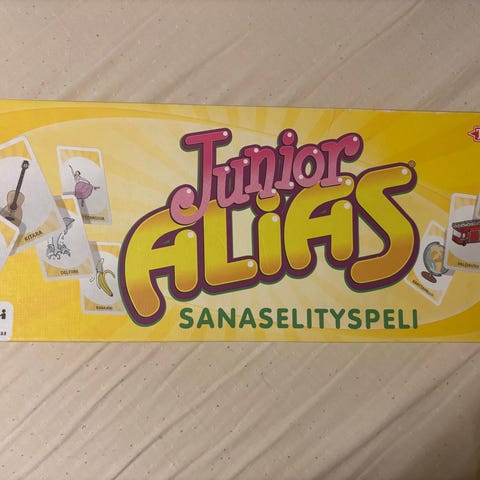 Junior
ALIAS
SANASELITYSPELI
KITARA
DELFIINI
BANAANI